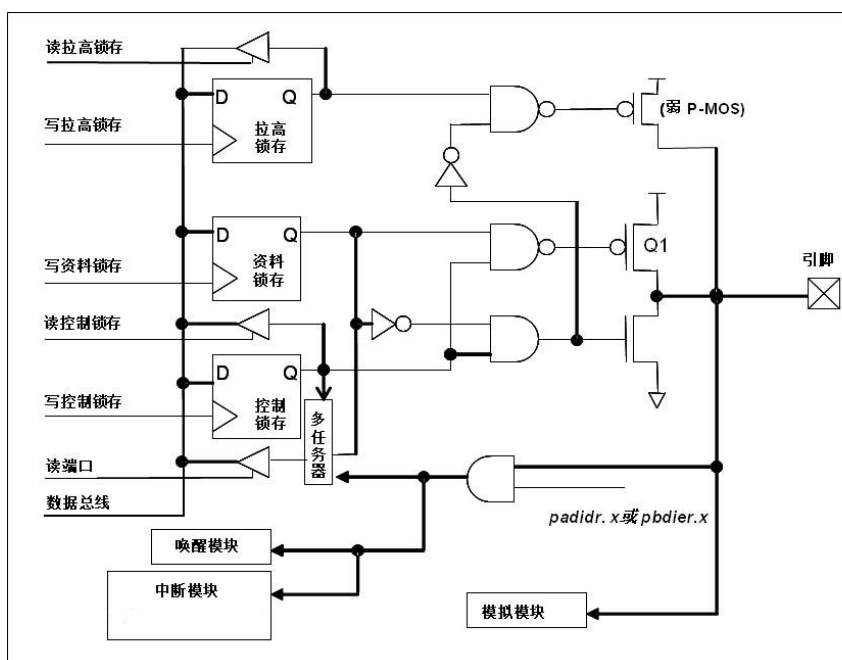 读拉高锁存
D Q
拉高
锁存
写拉高锁存
(弱 P-MOS)
D Q
资料
锁存
写资料锁存
Q1
引脚
读控制锁存
D Q
控制
锁存
写控制锁存
多
任
务
器
读端口
数据总线
padidr.x或pbdier.x
唤醒模块
中断模块
模拟模块